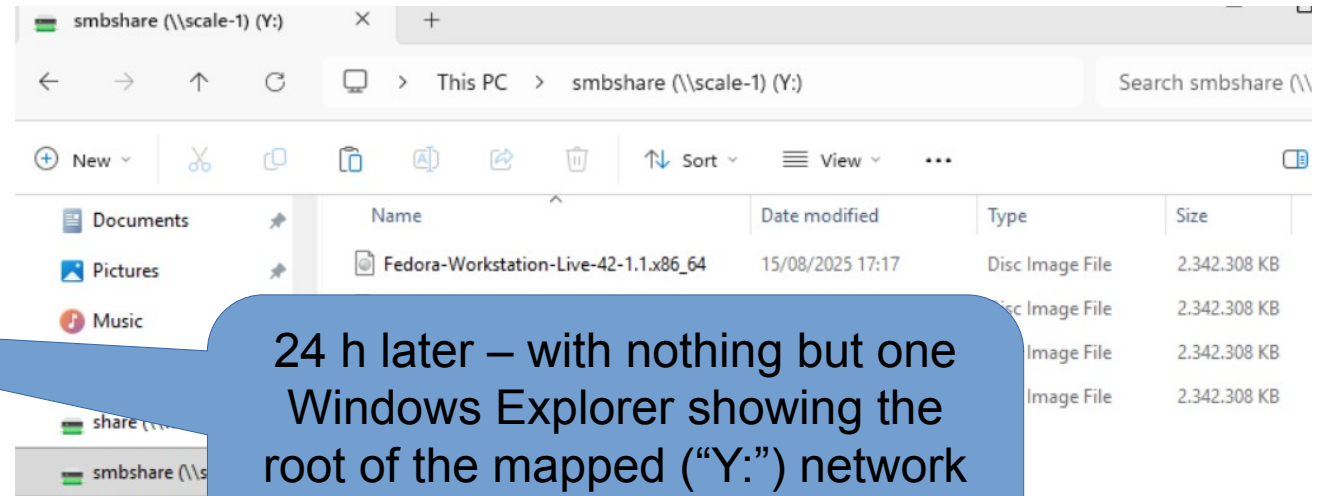 smbshare (\\scale-1) (Y:)
This PC > smbshare (\\scale-1) (Y:)
Search smbshare (\\
New
Sort
View
Documents
Pictures
Music
share (\\
smbshare (\\s
Name Date modified Type Size
Fedora-Workstation-Live-42-1.1.x86_64 15/08/2025 17:17 Disc Image File 2.342.308 KB
Image File 2.342.308 KB
Image File 2.342.308 KB
Image File 2.342.308 KB
24 h later – with nothing but one
Windows Explorer showing the
root of the mapped (“Y:”) network